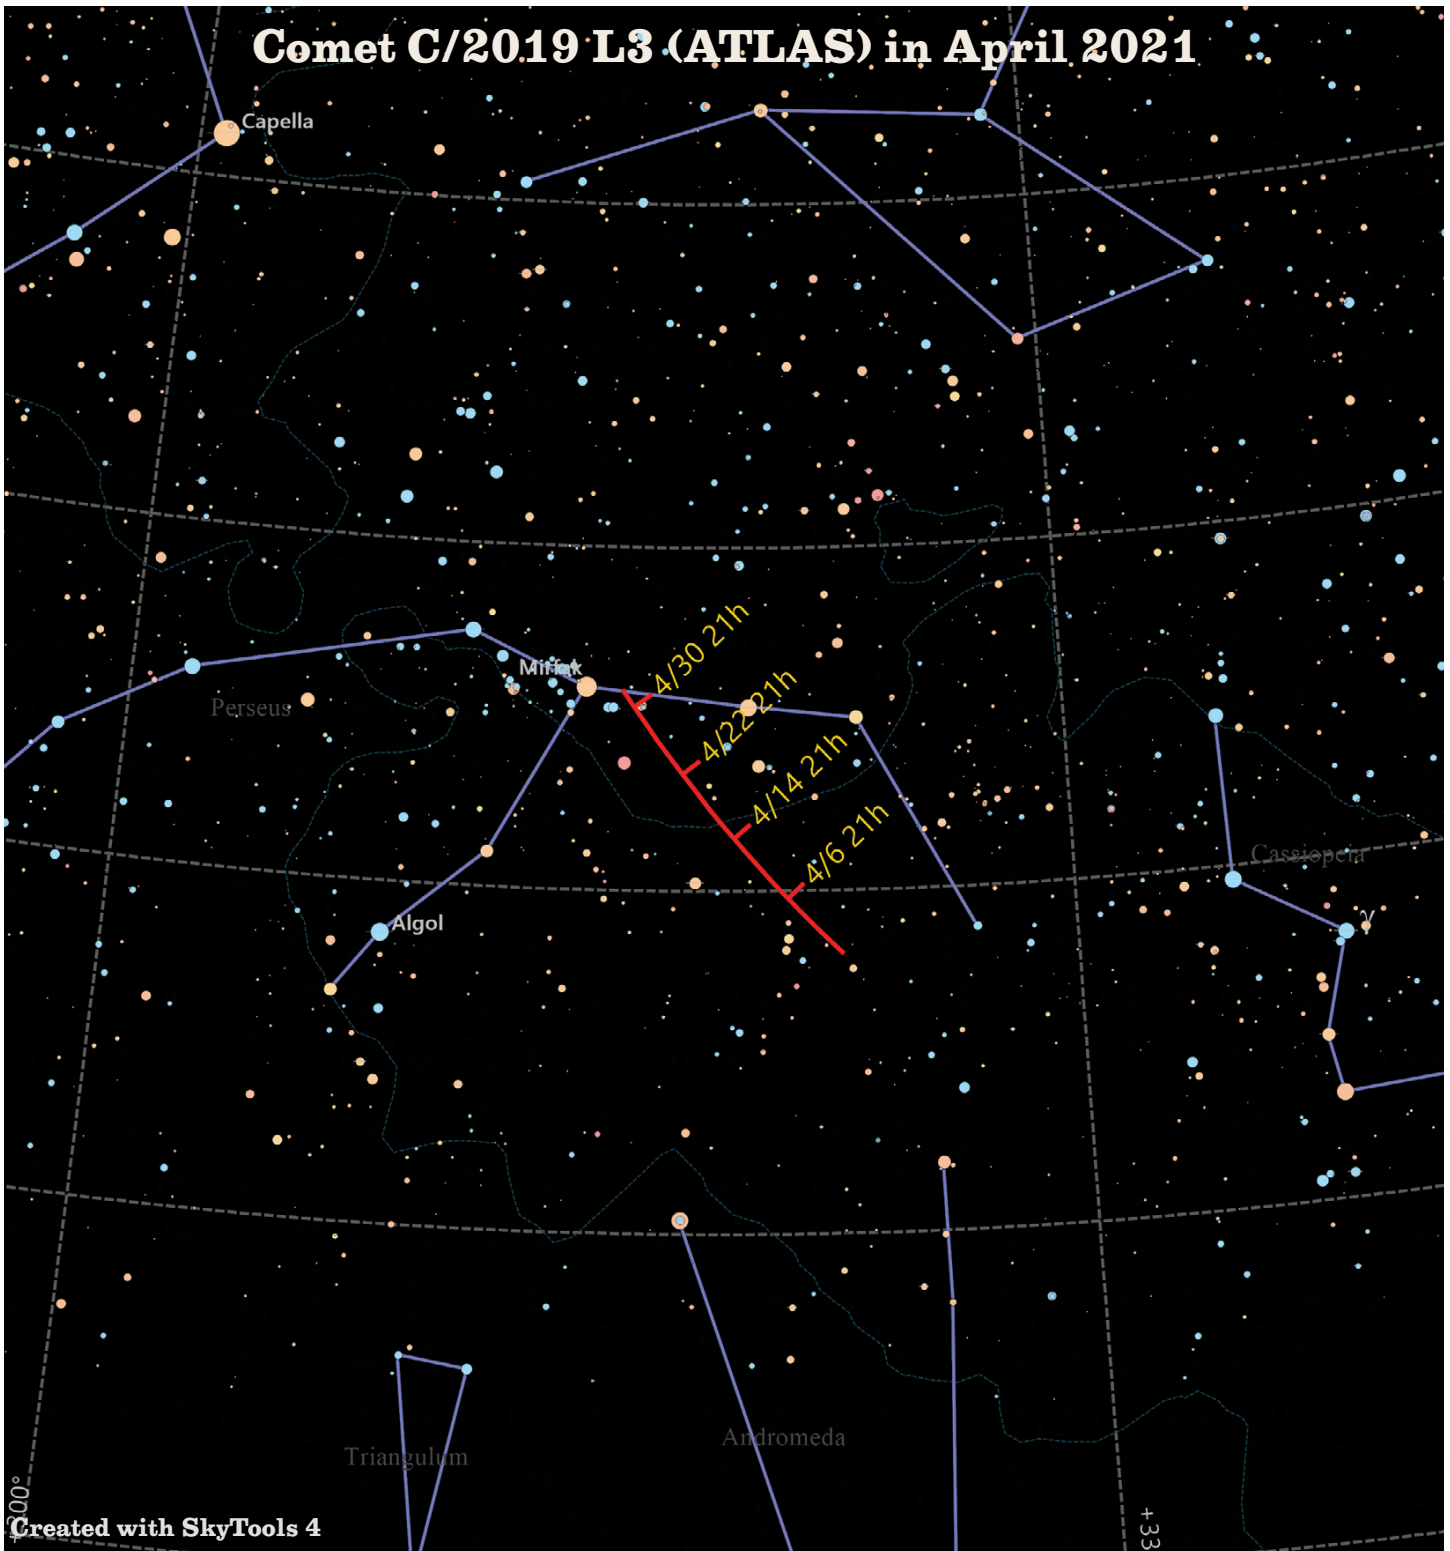 Comet C/2019 L3 (ATLAS) in April 2021
Capella
4/30 21h
Mirfak
4/22 21h
Perseus
4/14 21h
4/6 21h
Cassiopeia
Algol
γ
Andromeda
Triangulum
+33
Created with SkyTools 4